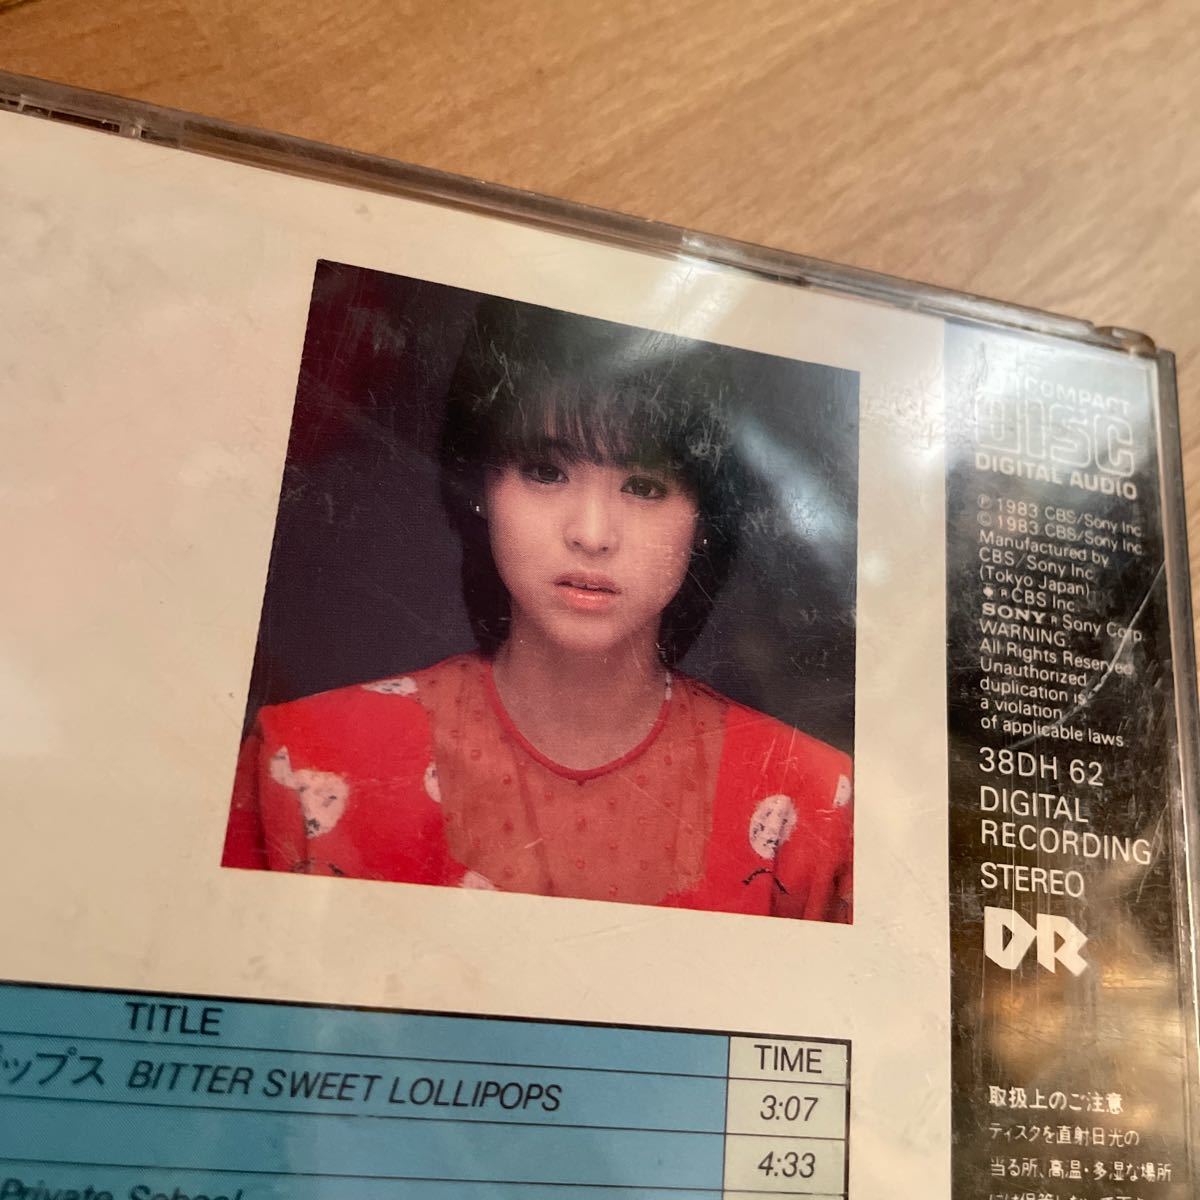 COMPACT
DISC
DIGITAL AUDIO
℗ 1983 CBS/Sony Inc.
© 1983 CBS/Sony Inc.
Manufactured by
CBS/Sony Inc.
(Tokyo Japan)
® CBS Inc.
SONY ® Sony Corp.
WARNING.
All Rights Reserved
Unauthorized
duplication is
a violation
of applicable laws
38DH 62
DIGITAL
RECORDING
STEREO
DR
取扱上のご注意
ディスクを直射日光の
当る所、高温・多湿な場所
TITLE
TIME
ップス BITTER SWEET LOLLIPOPS
3:07
4:33
Private School